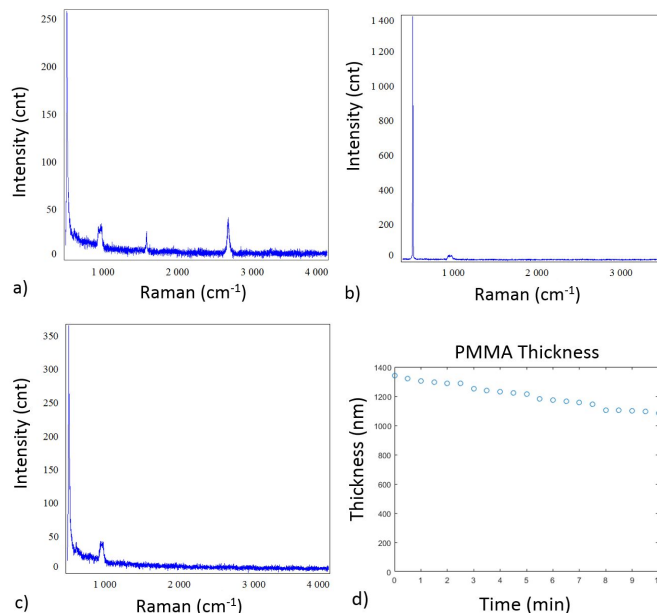 250
200
150
100
50
0
Intensity (cnt)
1 000
2 000
3 000
4 000
Raman (cm⁻¹)
a)
1 400
1 200
1 000
800
600
400
200
0
Intensity (cnt)
1 000
2 000
3 000
Raman (cm⁻¹)
b)
350
300
250
200
150
100
50
0
Intensity (cnt)
1 000
2 000
3 000
4 000
Raman (cm⁻¹)
c)
PMMA Thickness
1400
1200
1000
800
600
400
200
0
Thickness (nm)
0 1 2 3 4 5 6 7 8 9
Time (min)
d)